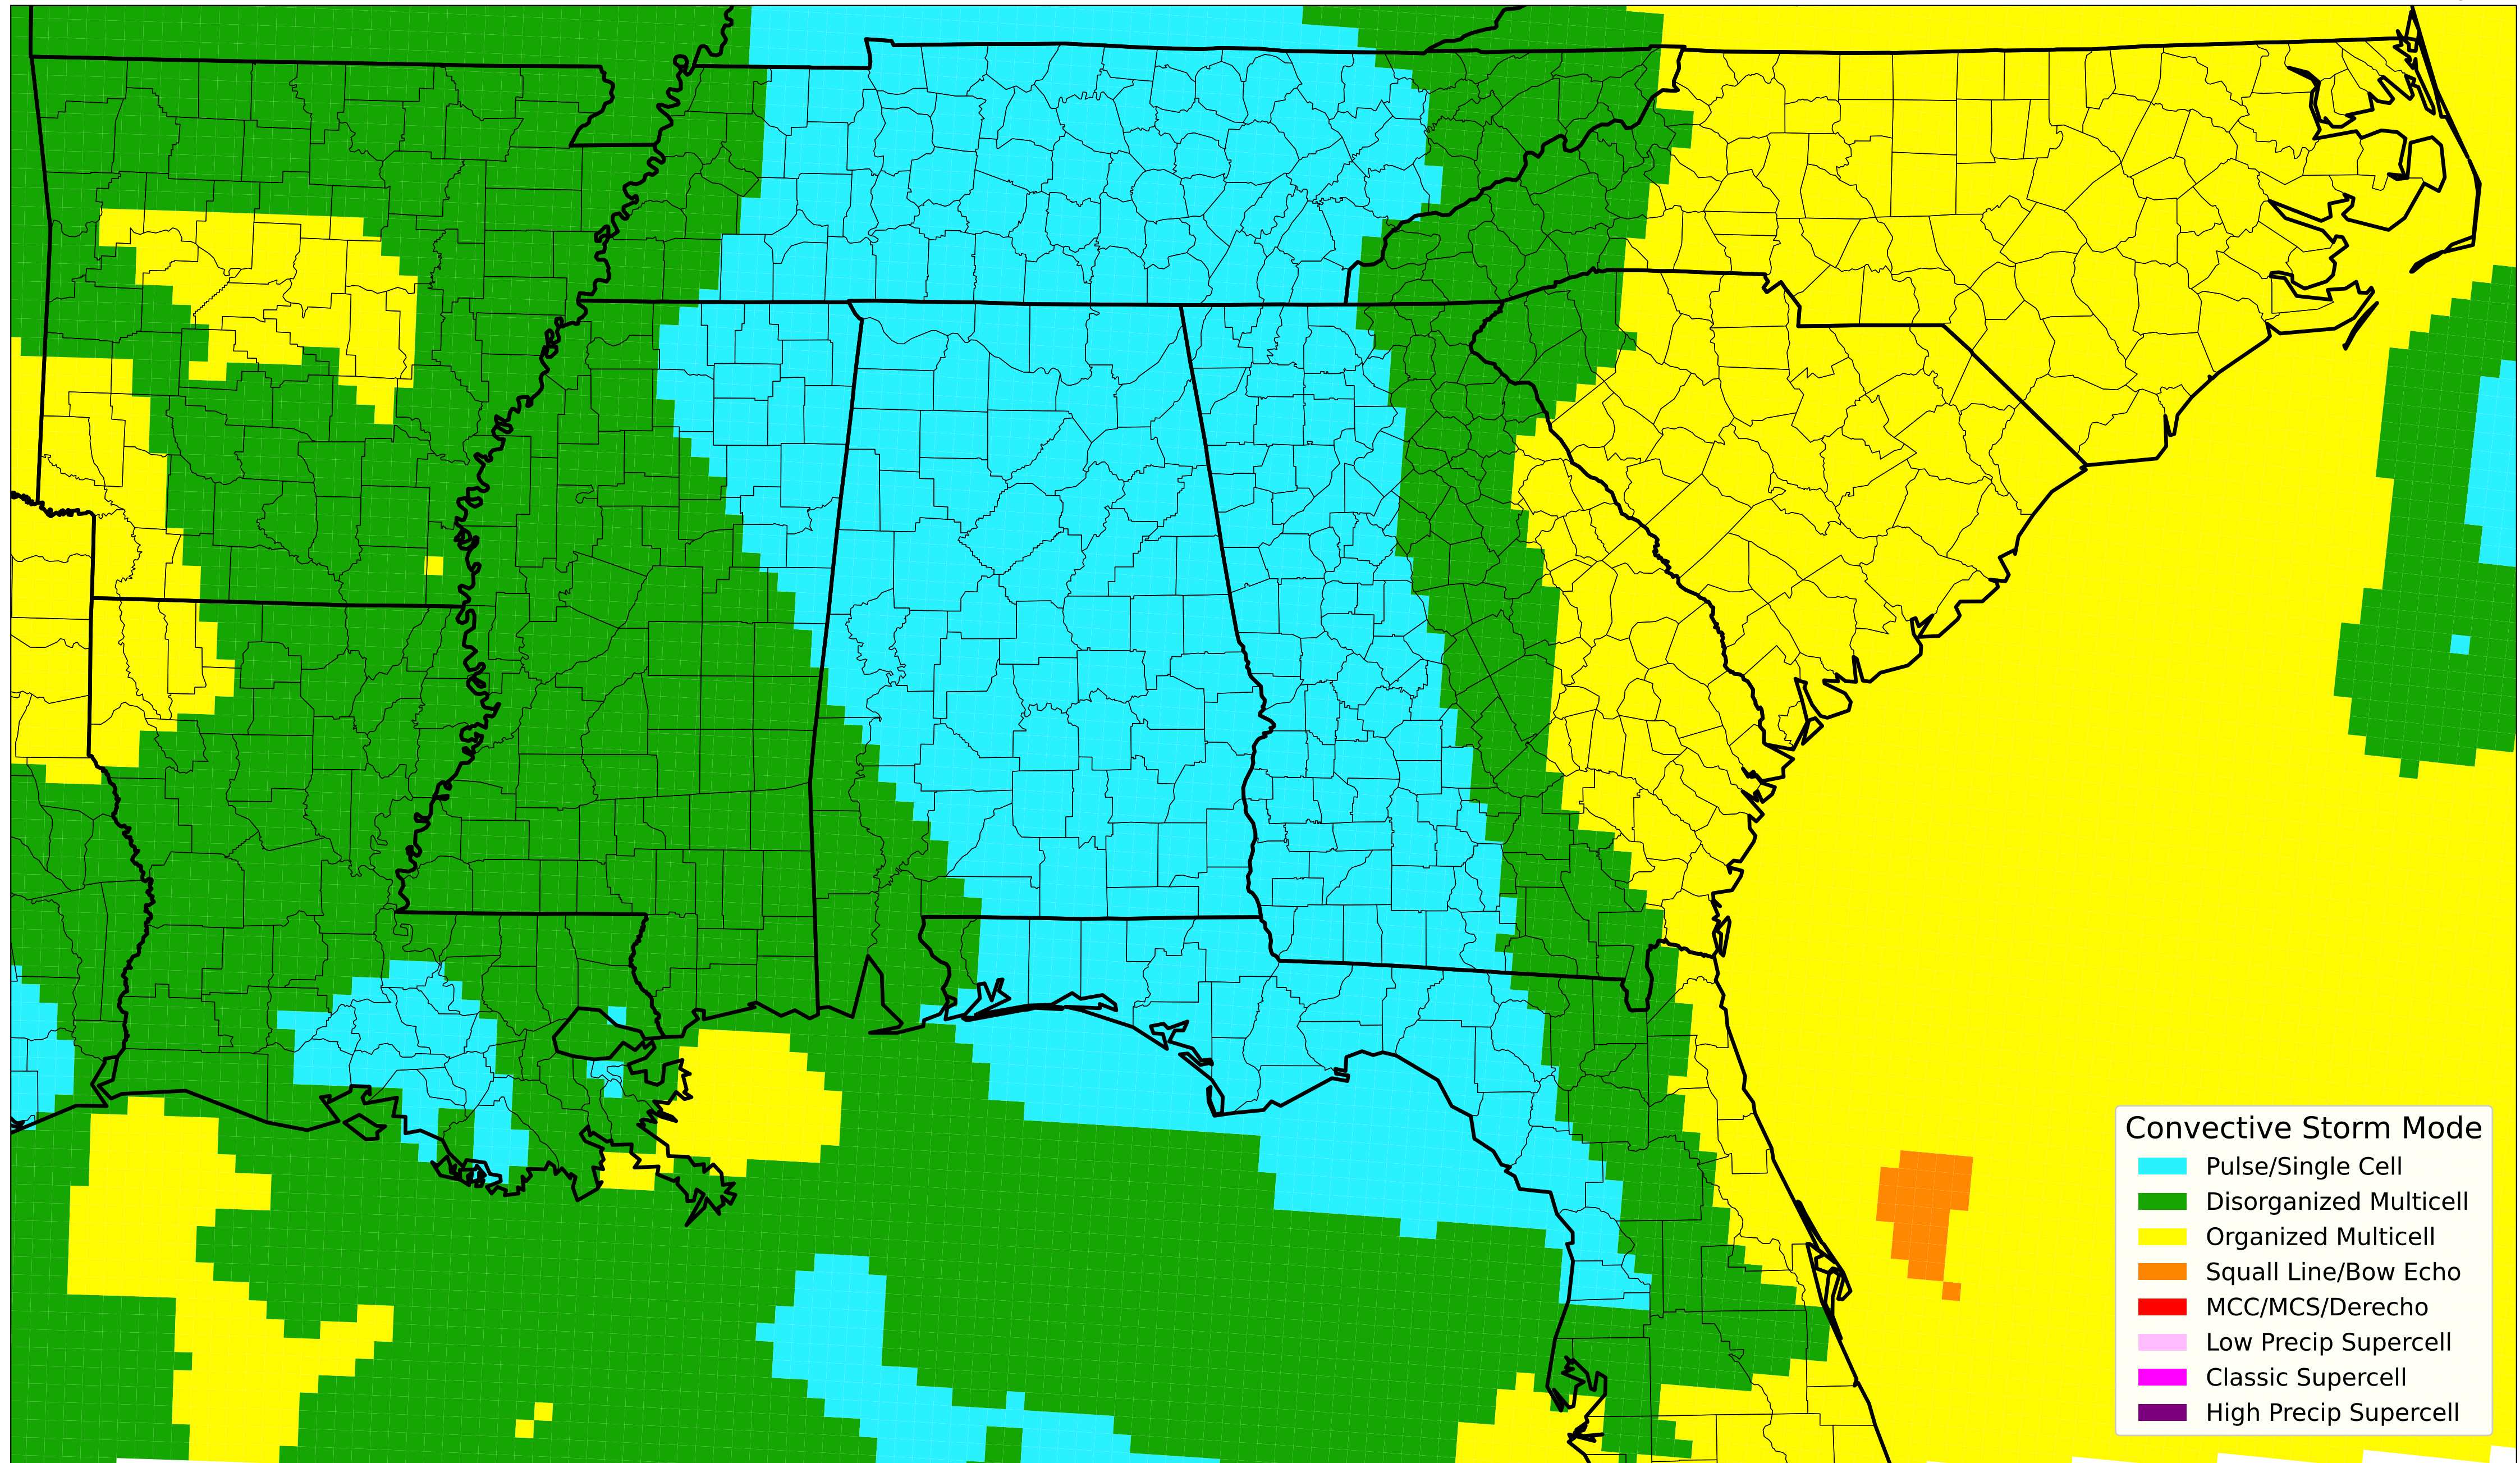 Convective Storm Mode
Pulse/Single Cell
Disorganized Multicell
Organized Multicell
Squall Line/Bow Echo
MCC/MCS/Derecho
Low Precip Supercell
Classic Supercell
High Precip Supercell